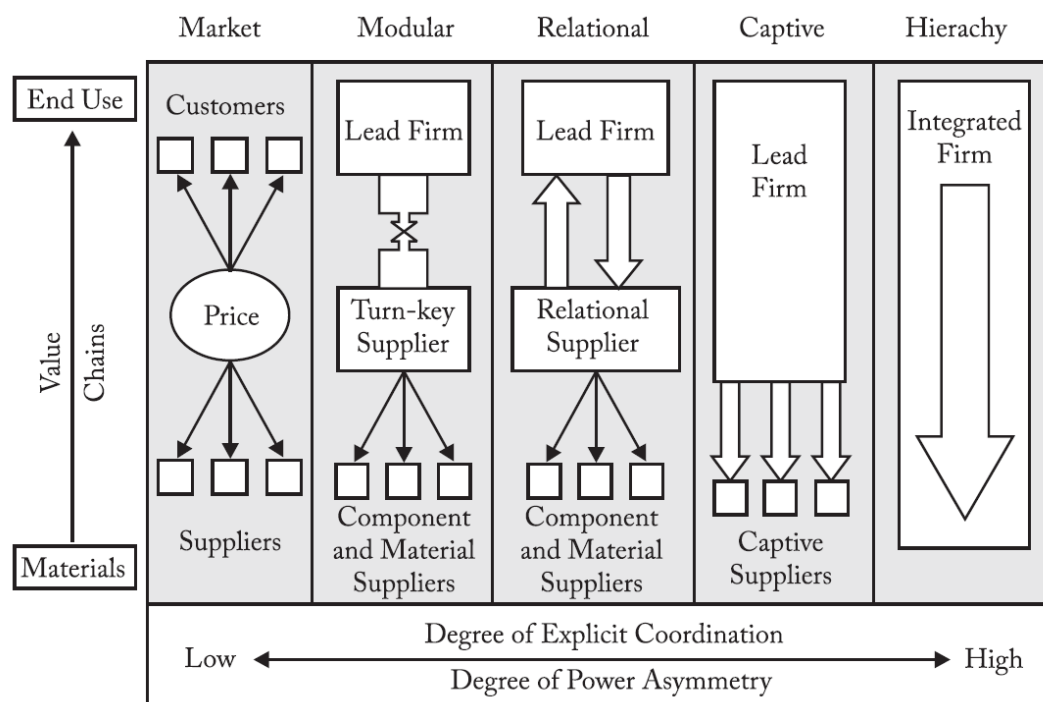 Market
Modular
Relational
Captive
Hierachy
End Use
Value
Chains
Materials
Customers
Price
Suppliers
Lead Firm
Turn-key
Supplier
Component
and Material
Suppliers
Lead Firm
Relational
Supplier
Component
and Material
Suppliers
Lead
Firm
Captive
Suppliers
Integrated
Firm
Degree of Explicit Coordination
Low
High
Degree of Power Asymmetry